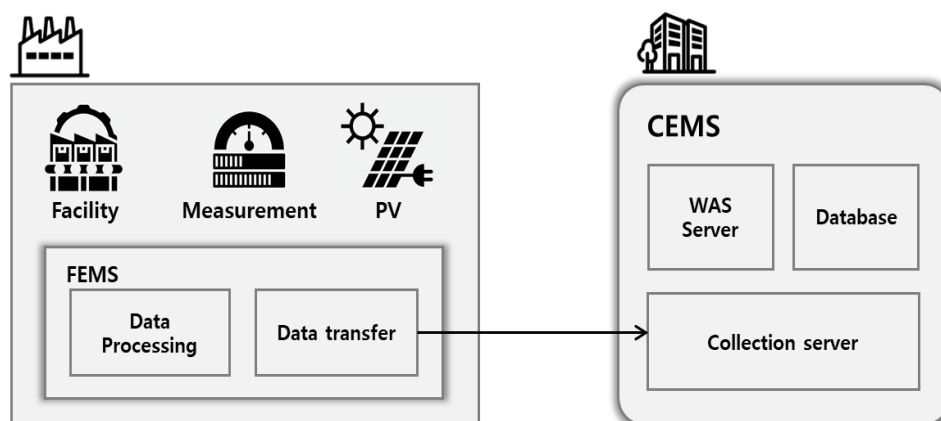 Facility
Measurement
PV
FEMS
Data
Processing
Data transfer
CEMS
WAS
Server
Database
Collection server